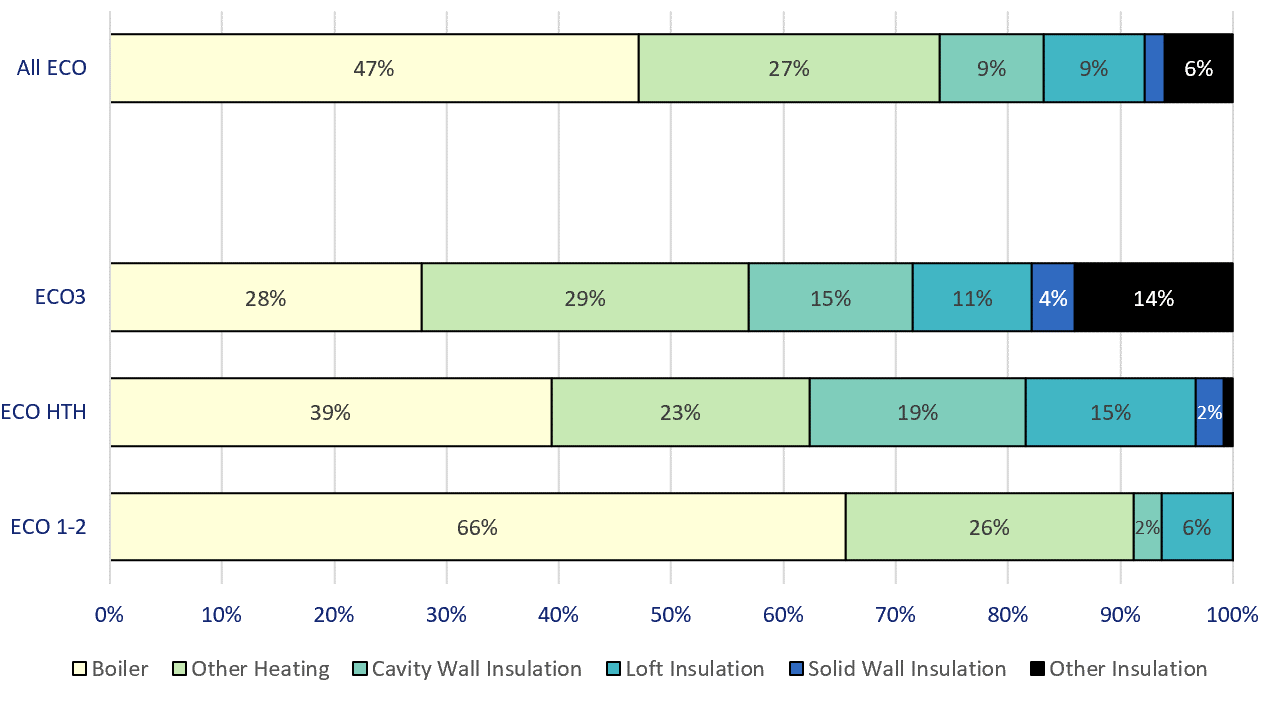 All ECO 47% 27% 9% 9% 6%
ECO3 28% 29% 15% 11% 4% 14%
ECO HTH 39% 23% 19% 15% 2%
ECO 1-2 66% 26% 2% 6%
0% 10% 20% 30% 40% 50% 60% 70% 80% 90% 100%
Boiler Other Heating Cavity Wall Insulation Loft Insulation Solid Wall Insulation Other Insulation